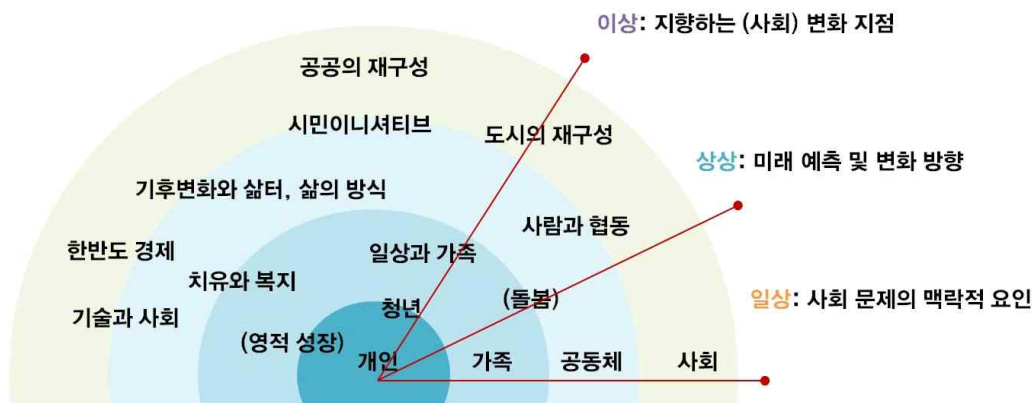 이상: 지향하는 (사회) 변화 지점
공공의 재구성
시민이니셔티브
도시의 재구성
상상: 미래 예측 및 변화 방향
기후변화와 삶터, 삶의 방식
사람과 협동
한반도 경제
일상과 가족
치유와 복지
(돌봄)
일상: 사회 문제의 맥락적 요인
청년
기술과 사회
(영적 성장)
개인 가족 공동체 사회